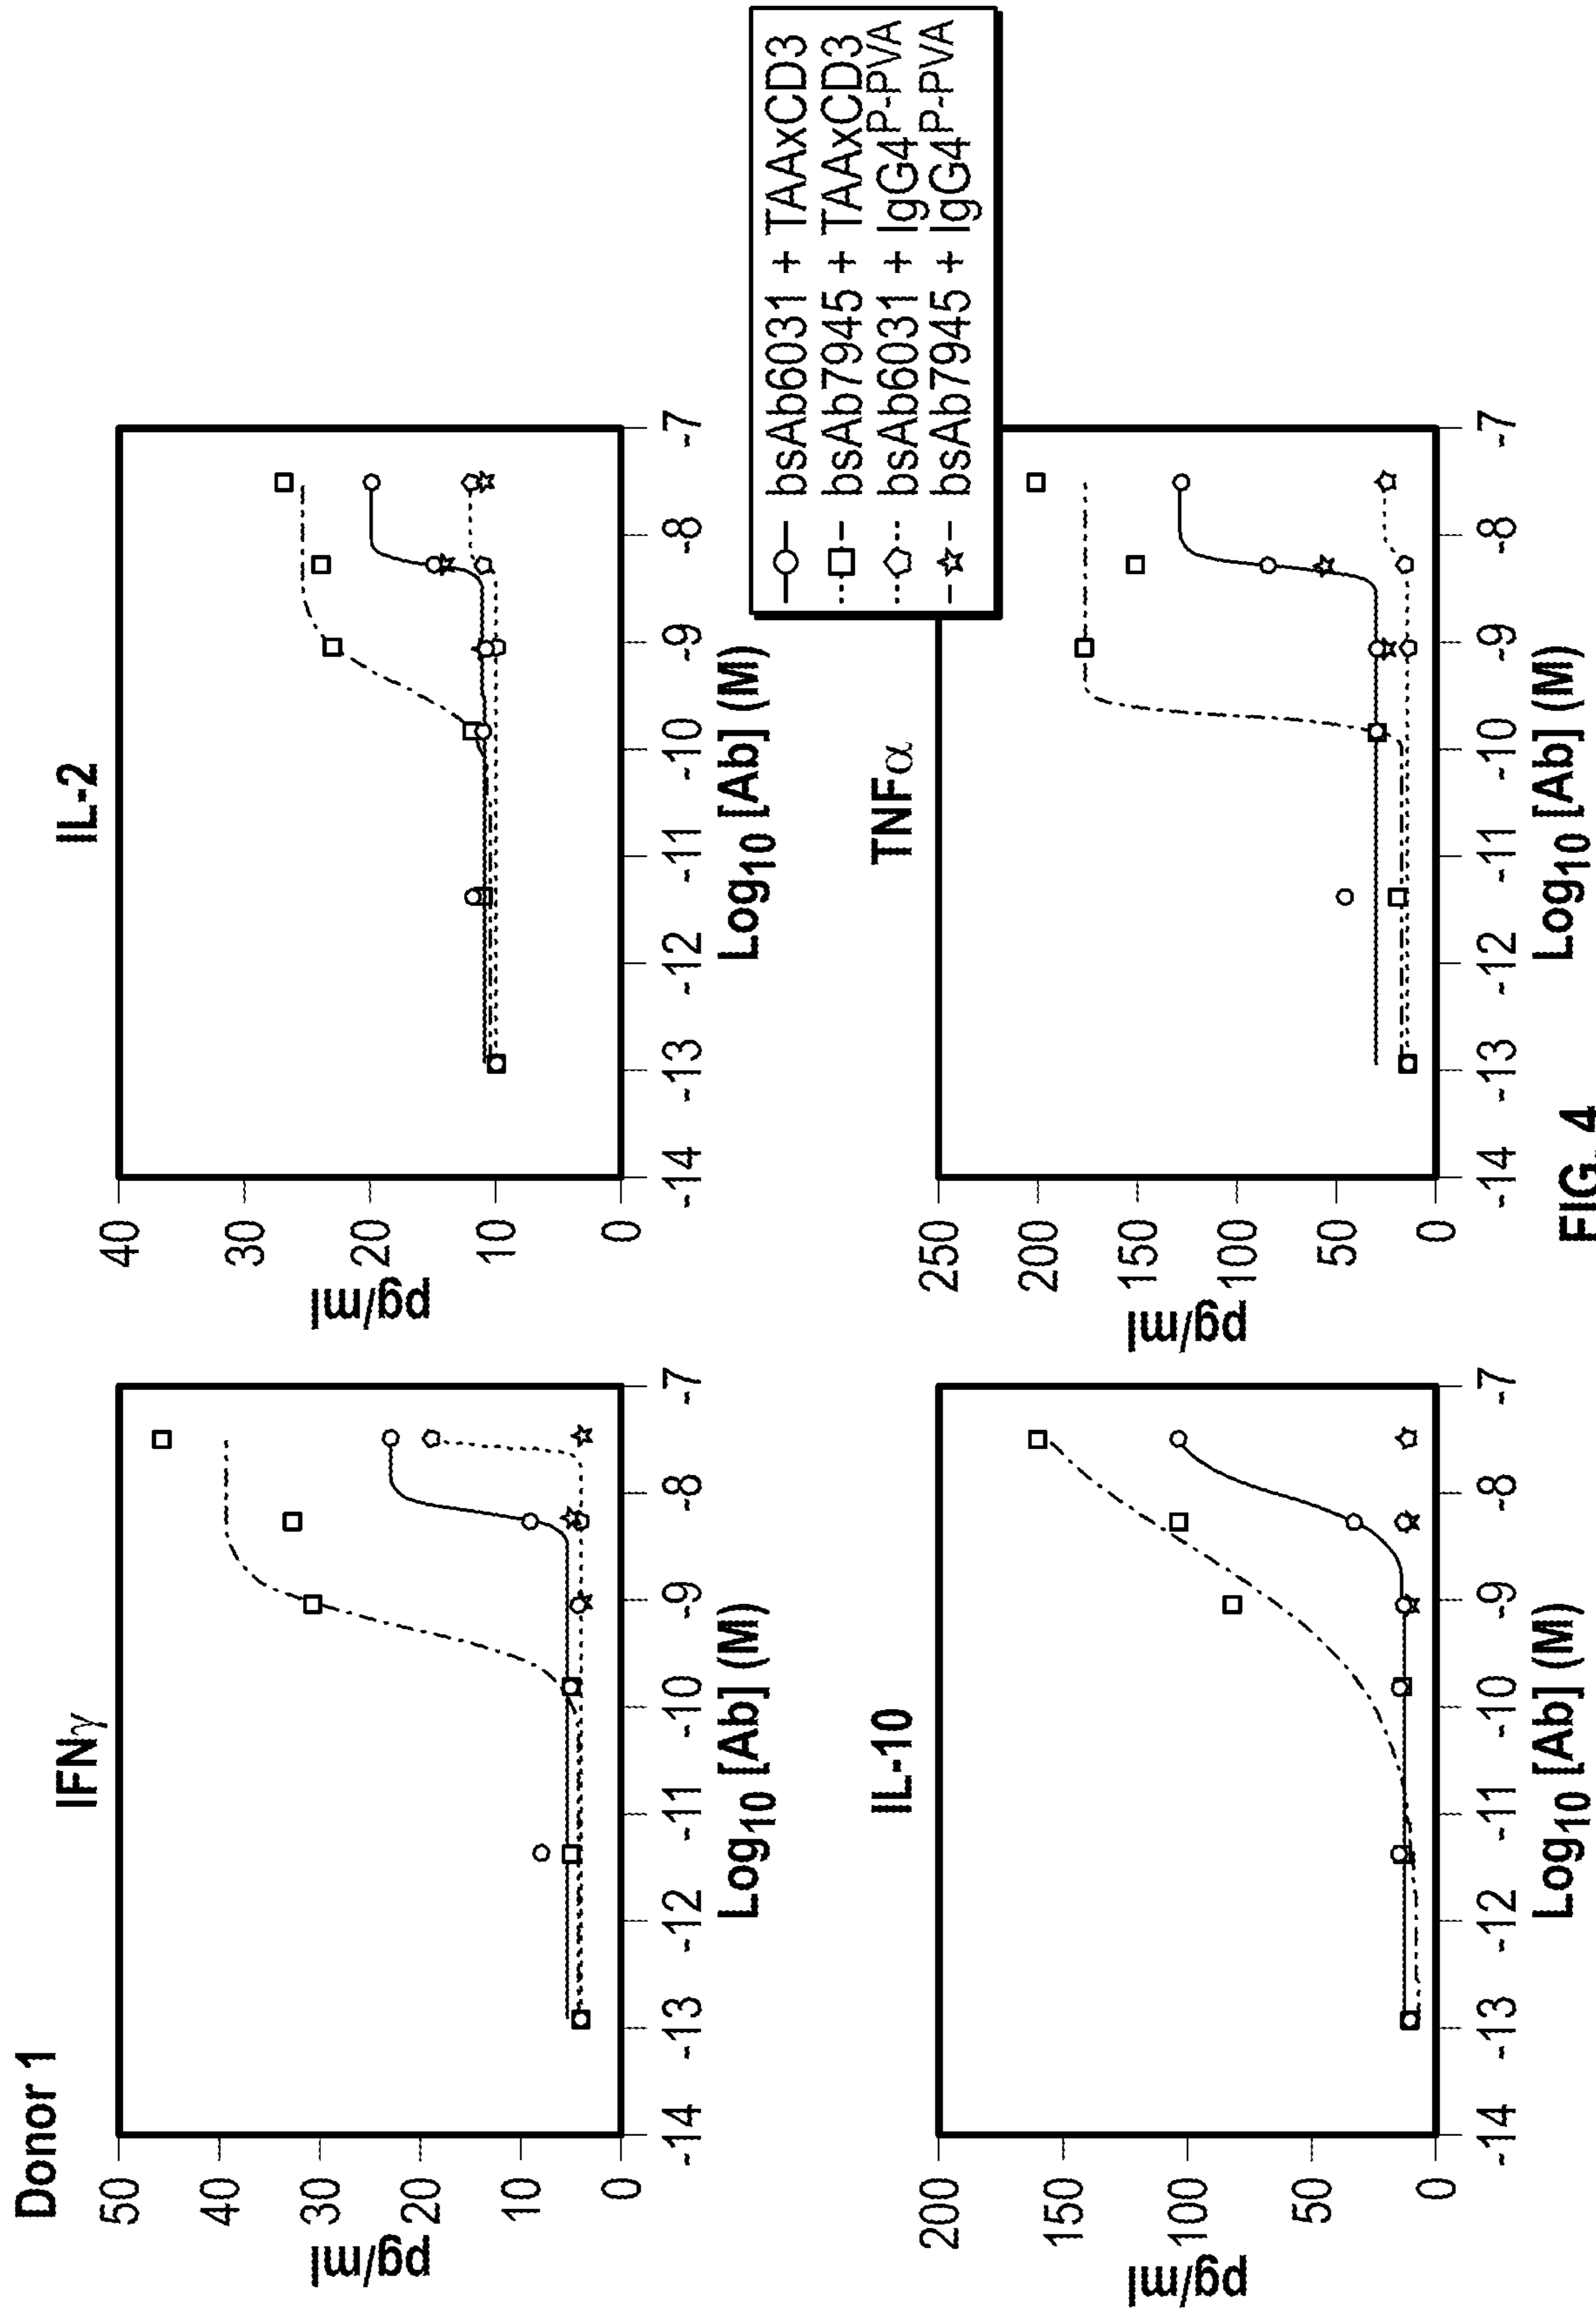 Donor 1
IFNγ
pg/ml
50
40
30
20
10
0
-14 -13 -12 -11 -10 -9 -8 -7
Log10 [Ab] (M)
IL-2
pg/ml
40
30
20
10
0
-14 -13 -12 -11 -10 -9 -8 -7
Log10 [Ab] (M)
IL-10
pg/ml
200
150
100
50
0
-14 -13 -12 -11 -10 -9 -8 -7
Log10 [Ab] (M)
TNFα
pg/ml
250
200
150
100
50
0
-14 -13 -12 -11 -10 -9 -8 -7
Log10 [Ab] (M)
bsAb6031 + TAAxCD3
bsAb7945 + TAAxCD3
bsAb6031 + IgG4P-PVA
bsAb7945 + IgG4P-PVA
FIG. 4